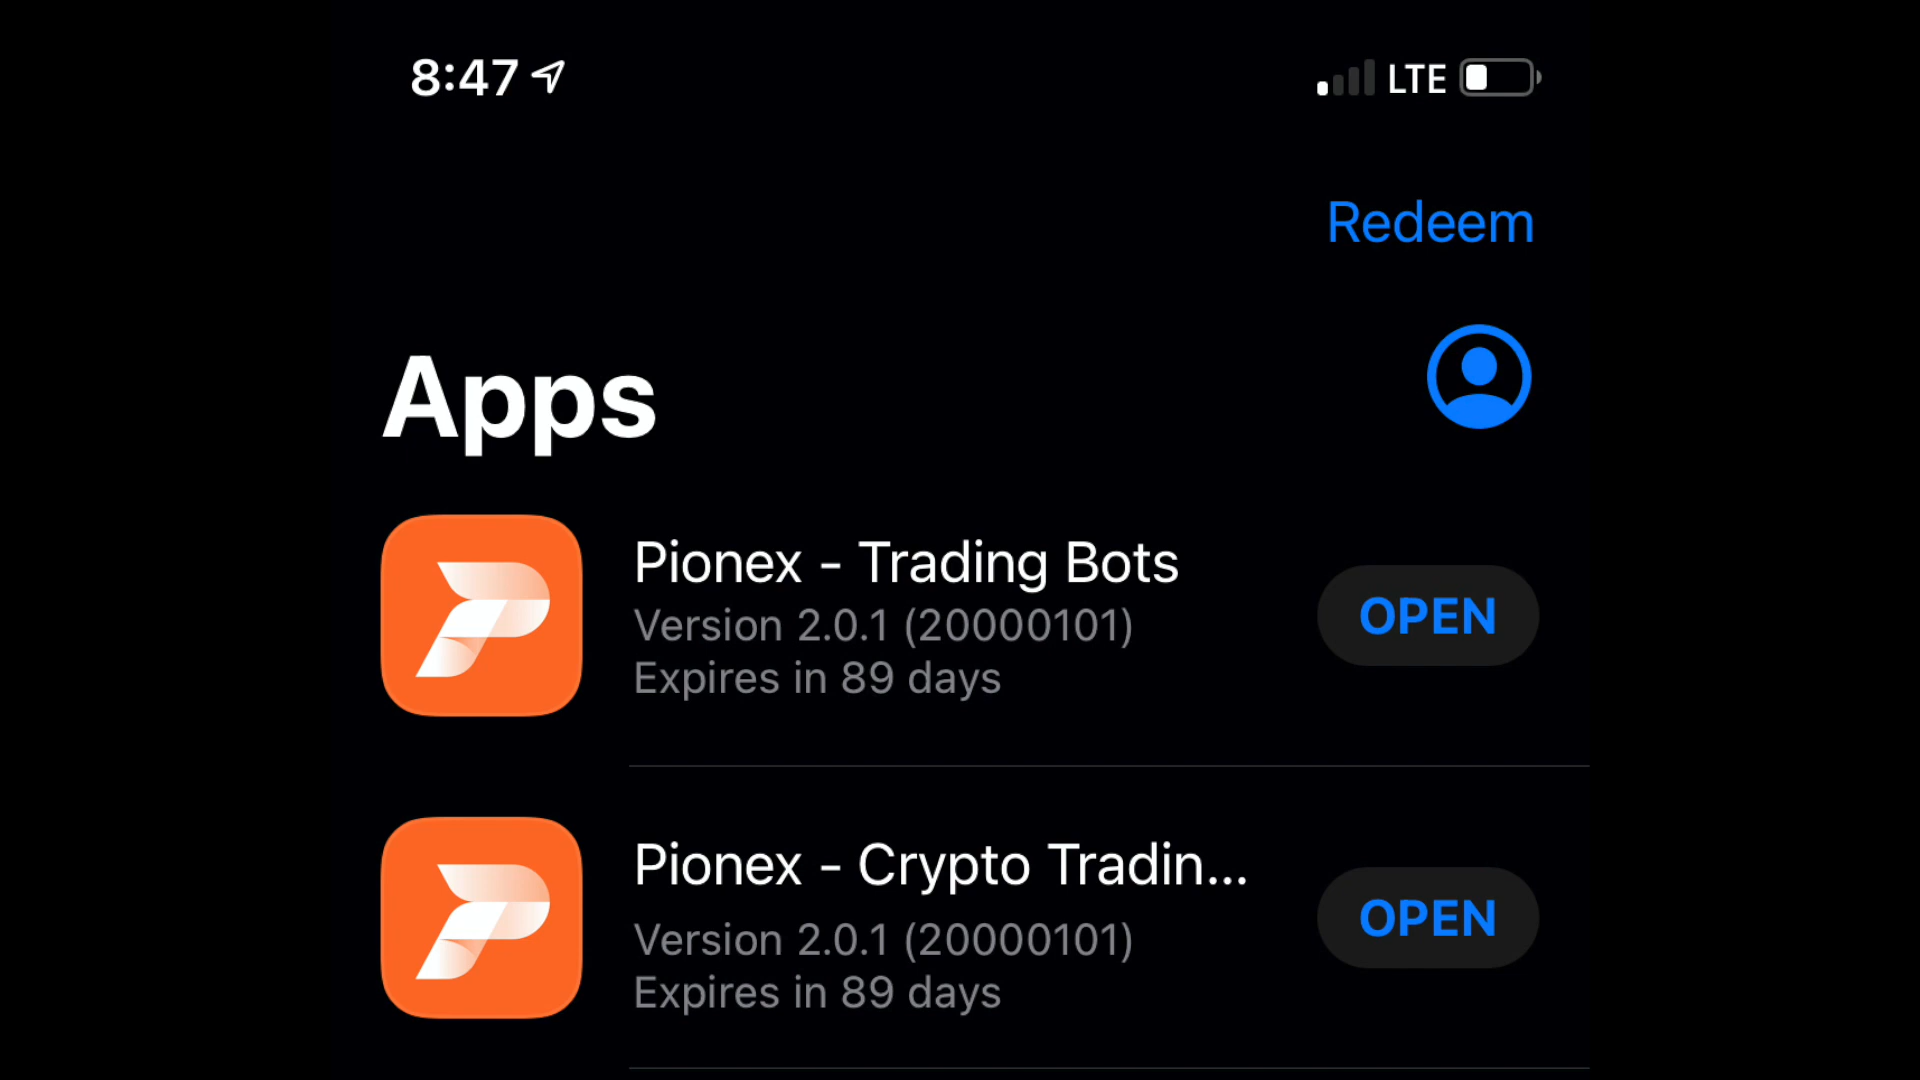 8:47
LTE
Redeem
Apps
Pionex - Trading Bots
Version 2.0.1 (20000101)
Expires in 89 days
OPEN
Pionex - Crypto Tradin...
Version 2.0.1 (20000101)
Expires in 89 days
OPEN